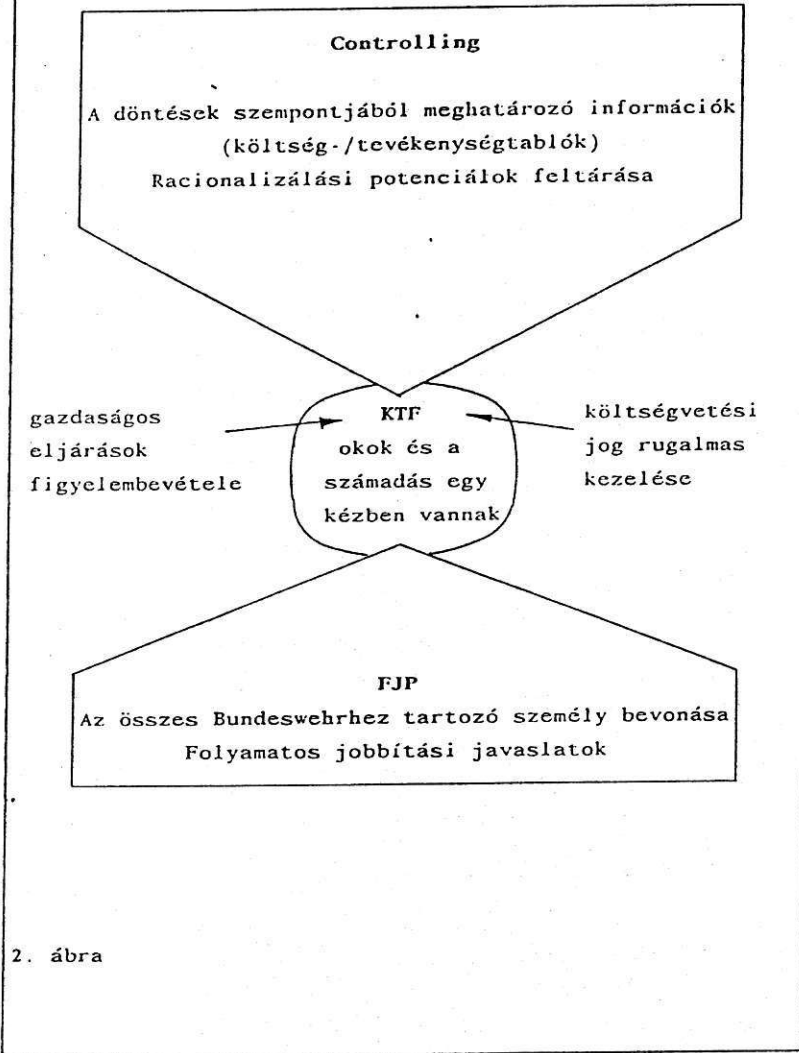 Controlling
A döntések szempontjából meghatározó információk
(költség-/tevékenységtablók)
Racionalizálási potenciálok feltárása
gazdaságos
eljárások
figyelembevétele
KTF
okok és a
számadás egy
kézben vannak
költségvetési
jog rugalmas
kezelése
FJP
Az összes Bundeswehrhez tartozó személy bevonása
Folyamatos jobbítási javaslatok
2. ábra